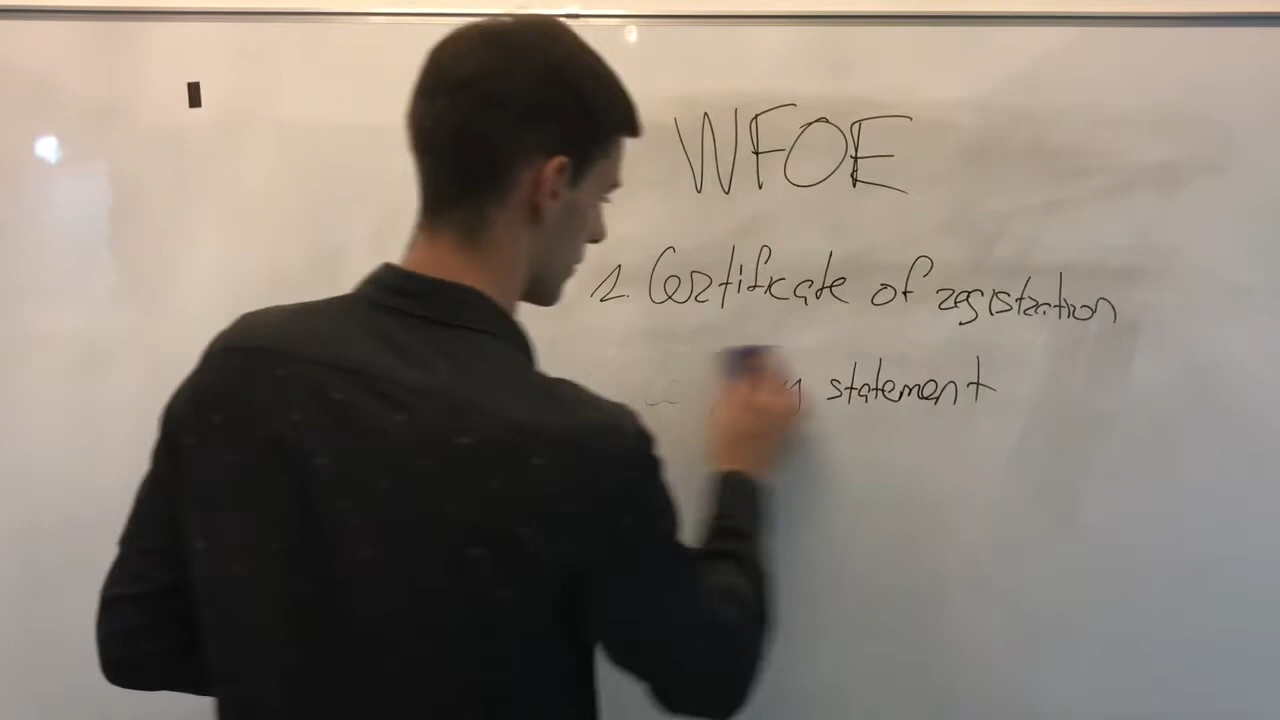 WFOE
1. Certificate of registration
statement